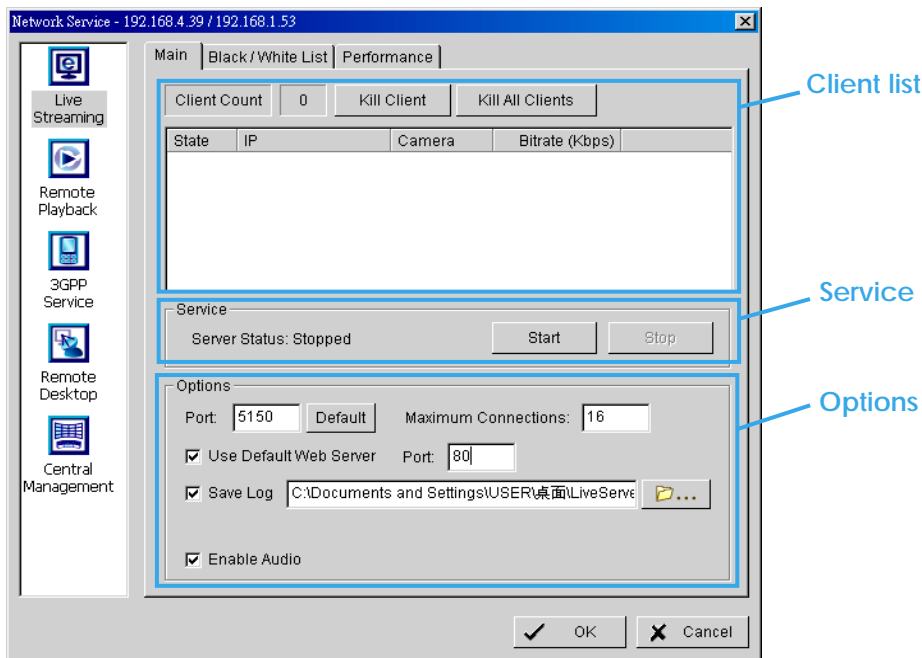 Network Service - 192.168.4.39 / 192.168.1.53
Live
Streaming
Remote
Playback
3GPP
Service
Remote
Desktop
Central
Management
Main
Black / White List
Performance
Client Count 0 Kill Client Kill All Clients
State IP Camera Bitrate (Kbps)
Client list
Service
Server Status: Stopped Start Stop
Service
Options
Port: 5150 Default Maximum Connections: 16
Use Default Web Server Port: 80
Save Log C:\Documents and Settings\USER\桌面\LiveServe ...
Enable Audio
Options
OK Cancel